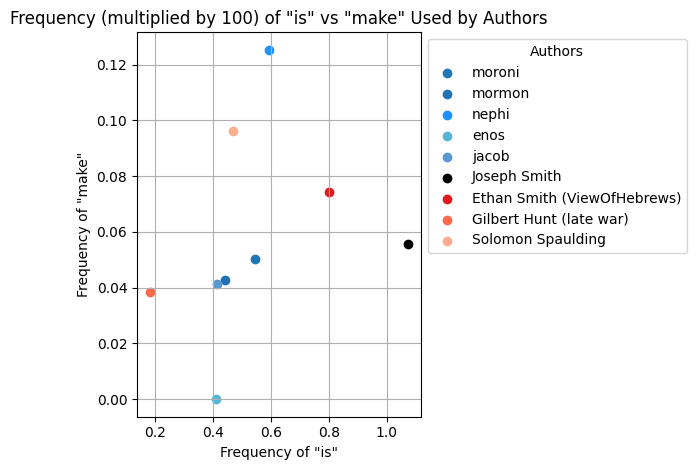 Frequency (multiplied by 100) of "is" vs "make" Used by Authors
Frequency of "make"
0.12
0.10
0.08
0.06
0.04
0.02
0.00
0.2
0.4
0.6
0.8
1.0
Frequency of "is"
Authors
moroni
mormon
nephi
enos
jacob
Joseph Smith
Ethan Smith (ViewOfHebrews)
Gilbert Hunt (late war)
Solomon Spaulding